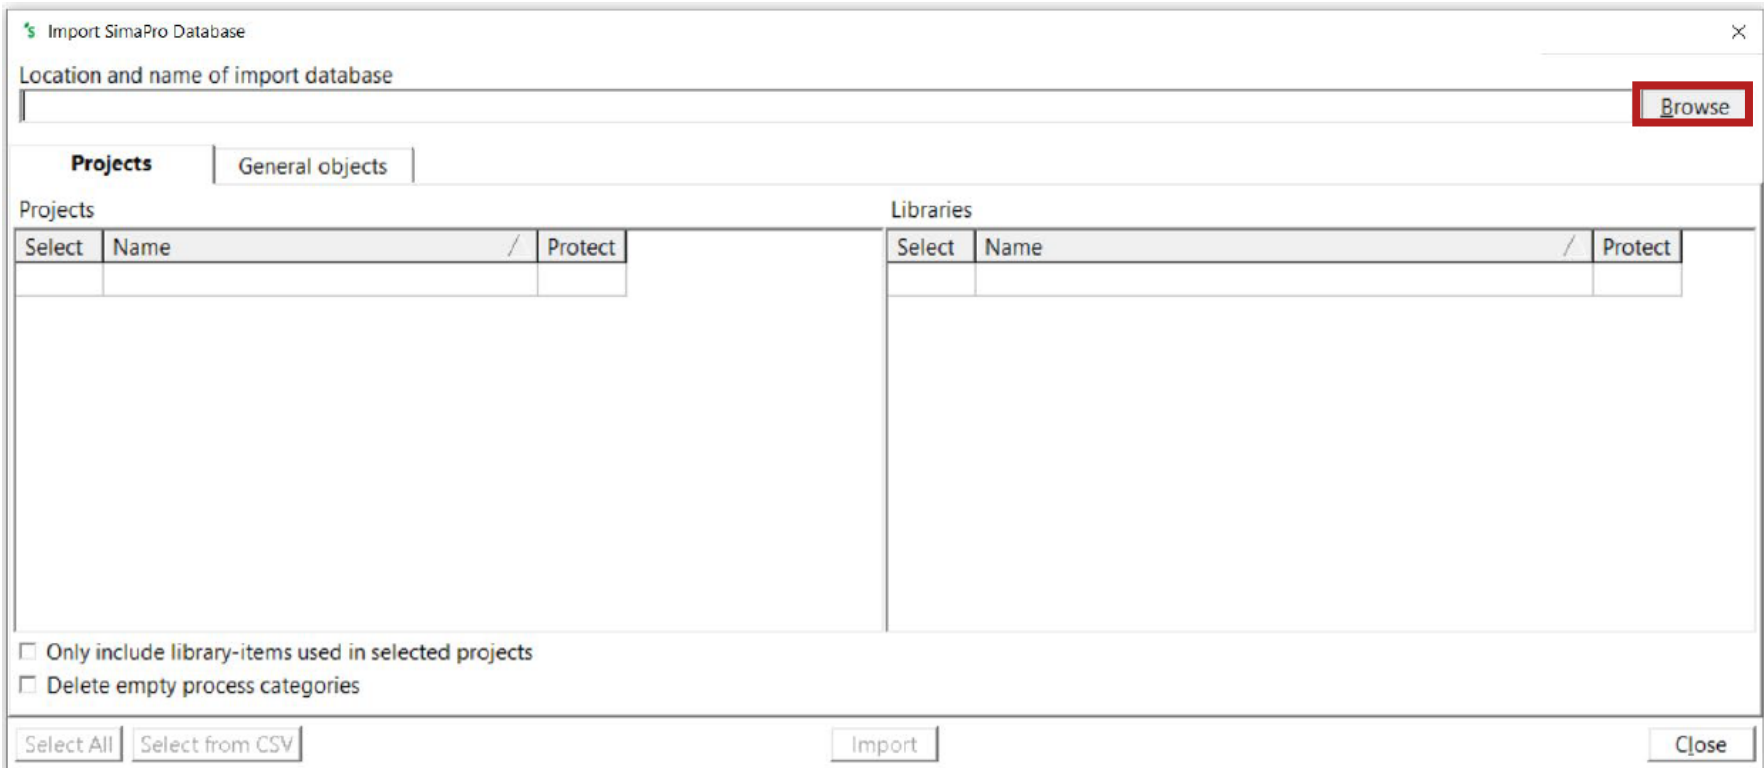 Import SimaPro Database
Location and name of import database
Browse
Projects General objects
Projects Libraries
Select Name Protect Select Name Protect
Only include library-items used in selected projects
Delete empty process categories
Select All Select from CSV Import Close